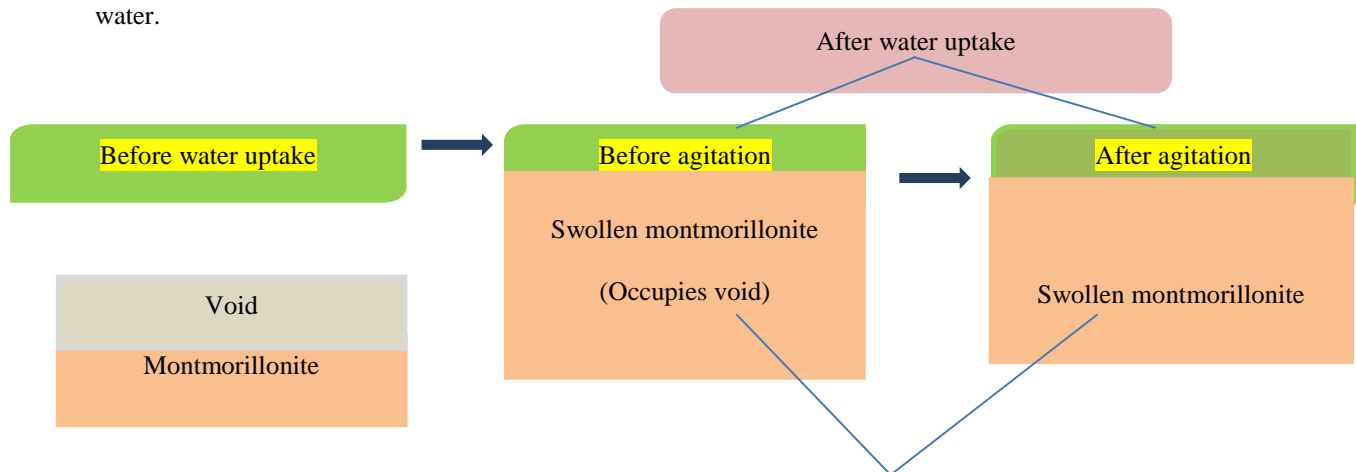 water.
After water uptake
Before water uptake
Before agitation
After agitation
Swollen montmorillonite
(Occupies void)
Swollen montmorillonite
Void
Montmorillonite